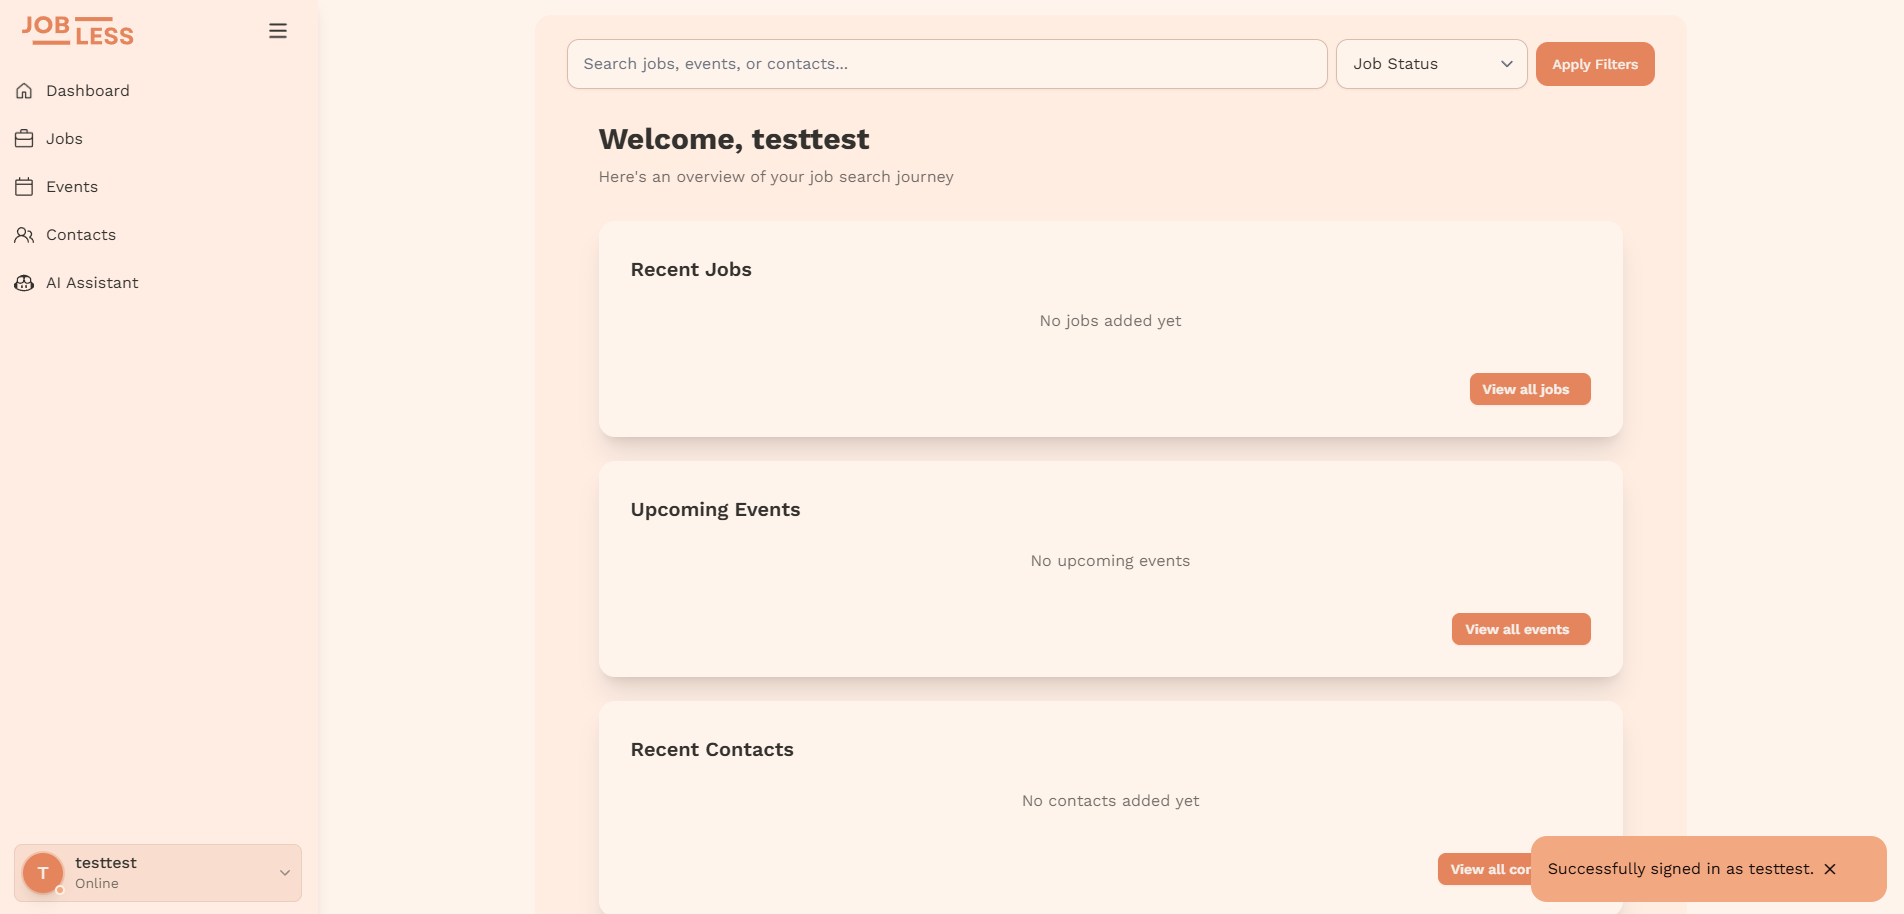 JOB
LESS
Dashboard
Jobs
Events
Contacts
AI Assistant
Search jobs, events, or contacts...
Job Status
Apply Filters
Welcome, testtest
Here's an overview of your job search journey
Recent Jobs
No jobs added yet
View all jobs
Upcoming Events
No upcoming events
View all events
Recent Contacts
No contacts added yet
View all
Successfully signed in as testtest.
T
testtest
Online